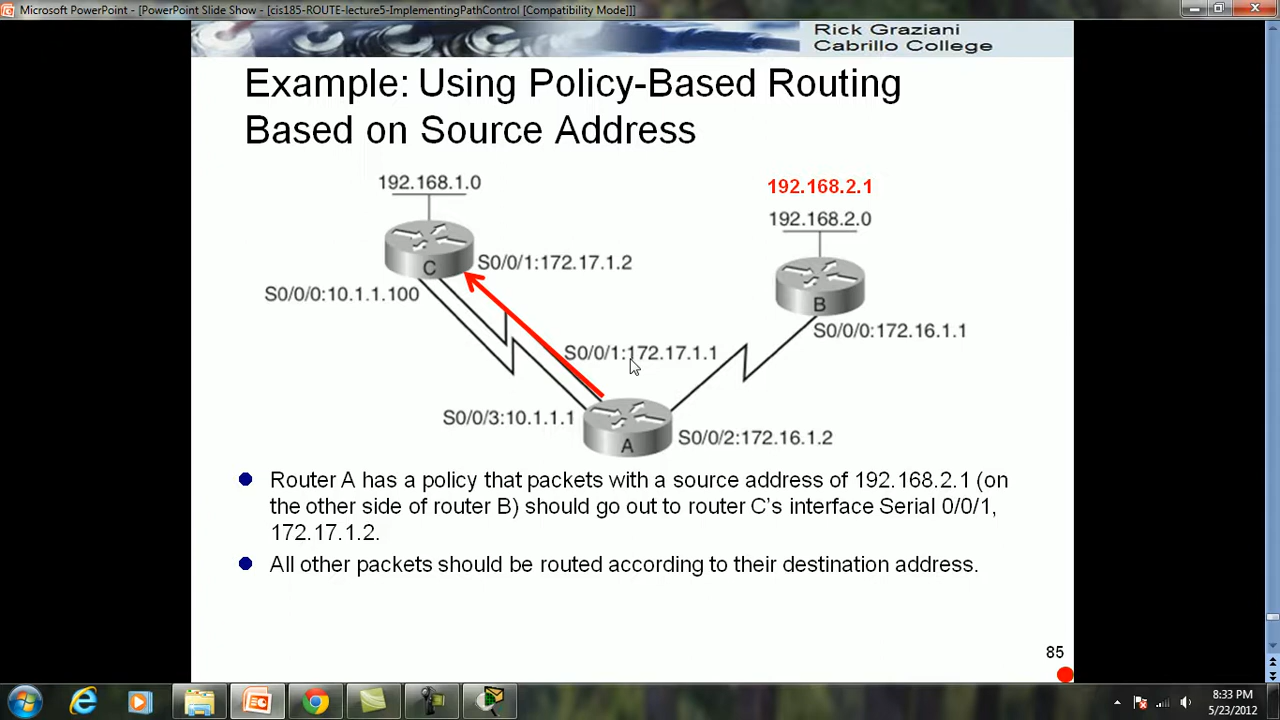 Microsoft PowerPoint - [PowerPoint Slide Show - [cis185-ROUTE-lecture5-ImplementingPathControl [Compatibility Mode]]]
Rick Graziani
Cabrillo College
Example: Using Policy-Based Routing
Based on Source Address
192.168.1.0
192.168.2.1
192.168.2.0
C
S0/0/1:172.17.1.2
S0/0/0:10.1.1.100
B
S0/0/0:172.16.1.1
S0/0/1:172.17.1.1
S0/0/3:10.1.1.1
A
S0/0/2:172.16.1.2
Router A has a policy that packets with a source address of 192.168.2.1 (on
the other side of router B) should go out to router C's interface Serial 0/0/1,
172.17.1.2.
All other packets should be routed according to their destination address.
85
8:33 PM
5/23/2012